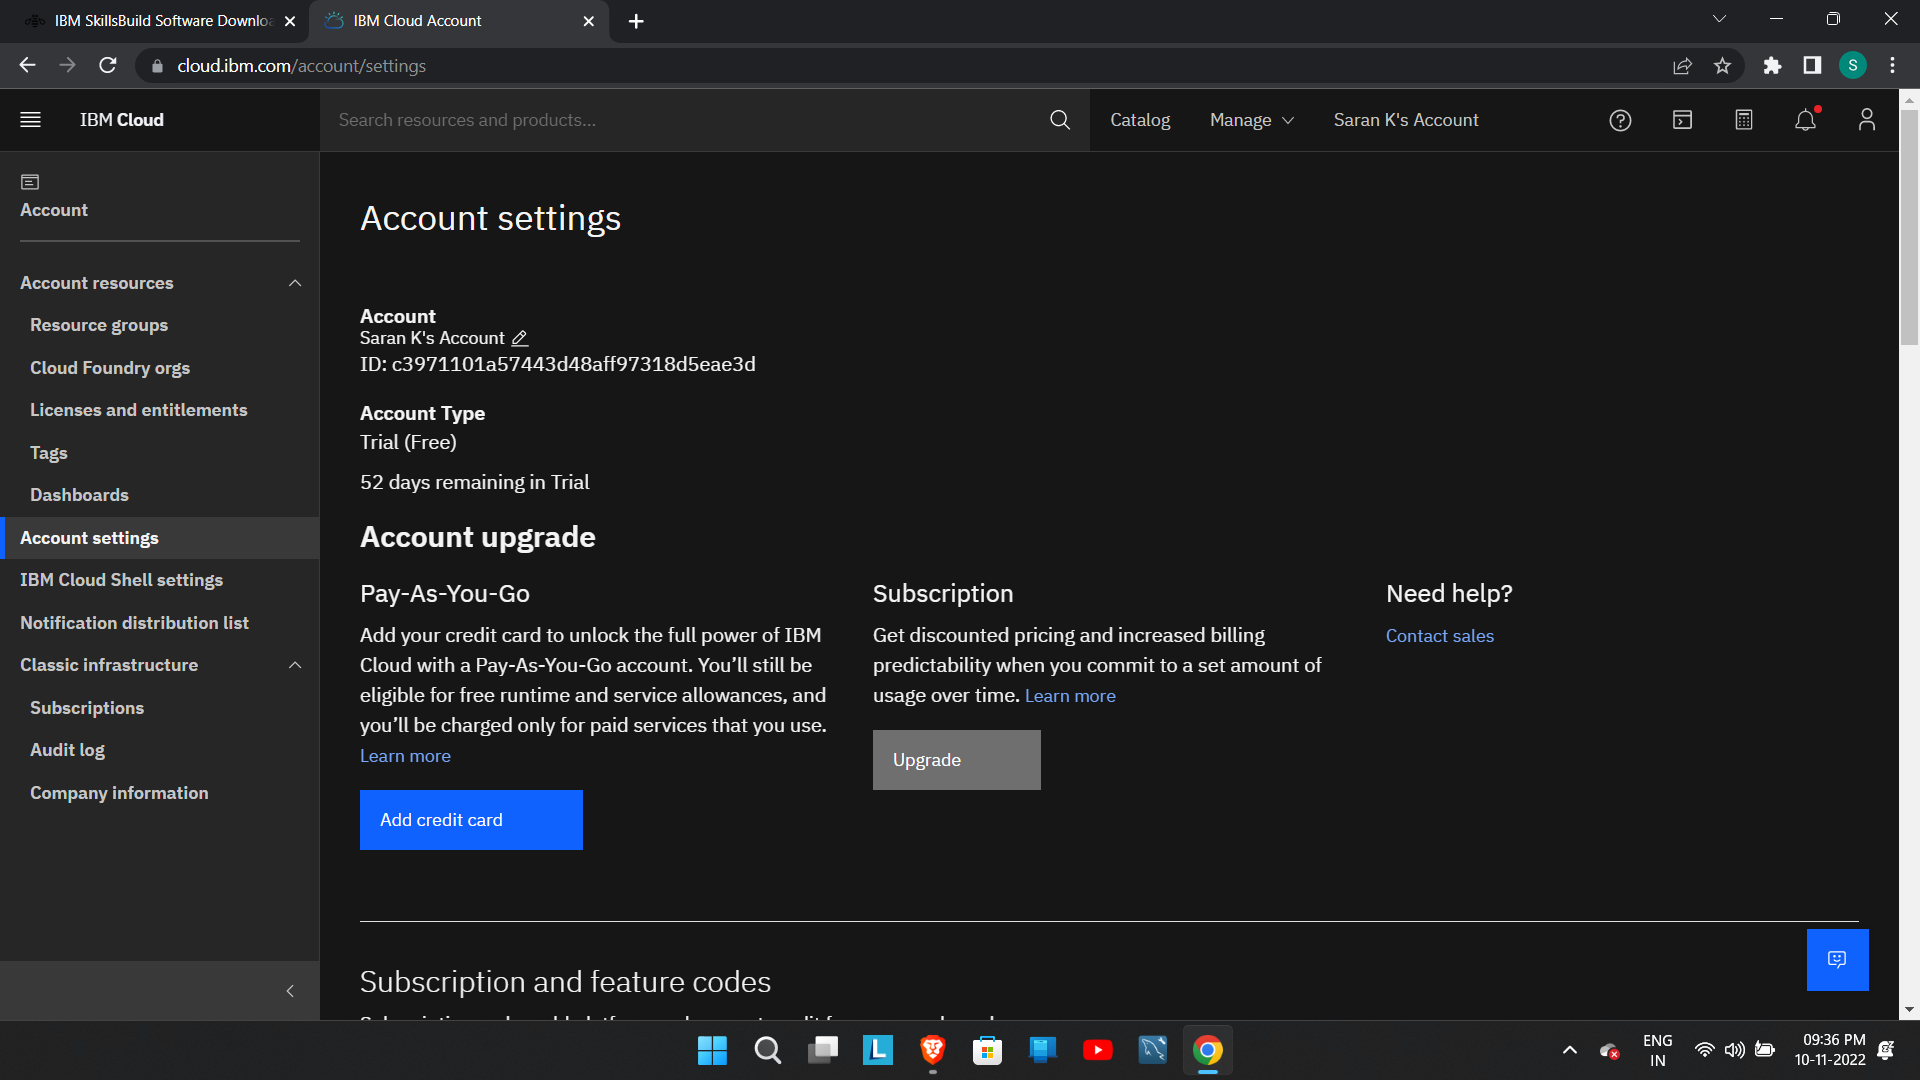 IBM SkillsBuild Software Downlo
IBM Cloud Account
cloud.ibm.com/account/settings
S
IBM Cloud
Search resources and products...
Catalog
Manage
Saran K's Account
Account
Account resources
Resource groups
Cloud Foundry orgs
Licenses and entitlements
Tags
Dashboards
Account settings
IBM Cloud Shell settings
Notification distribution list
Classic infrastructure
Subscriptions
Audit log
Company information
Account settings
Account
Saran K's Account
ID: c3971101a57443d48aff97318d5eae3d
Account Type
Trial (Free)
52 days remaining in Trial
Account upgrade
Pay-As-You-Go
Add your credit card to unlock the full power of IBM
Cloud with a Pay-As-You-Go account. You’ll still be
eligible for free runtime and service allowances, and
you’ll be charged only for paid services that you use.
Learn more
Add credit card
Subscription
Get discounted pricing and increased billing
predictability when you commit to a set amount of
usage over time. Learn more
Upgrade
Need help?
Contact sales
Subscription and feature codes
L
ENG
IN
09:36 PM
10-11-2022